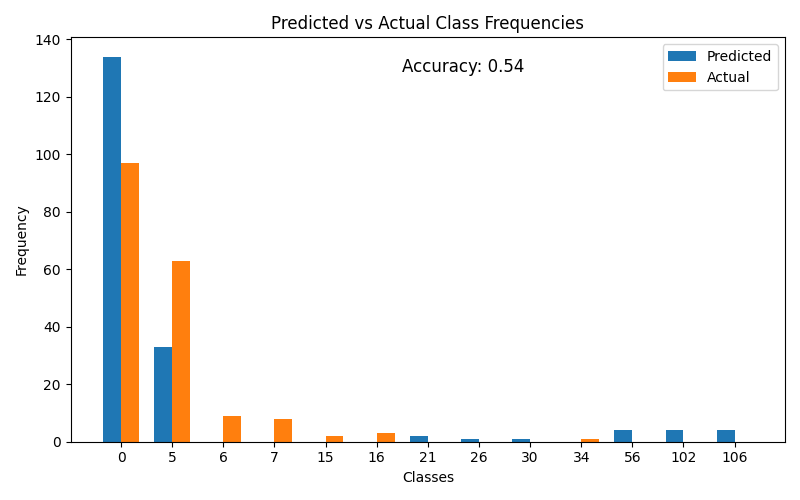 Predicted vs Actual Class Frequencies
Accuracy: 0.54
Predicted
Actual
Frequency
140
120
100
80
60
40
20
0
0 5 6 7 15 16 21 26 30 34 56 102 106
Classes